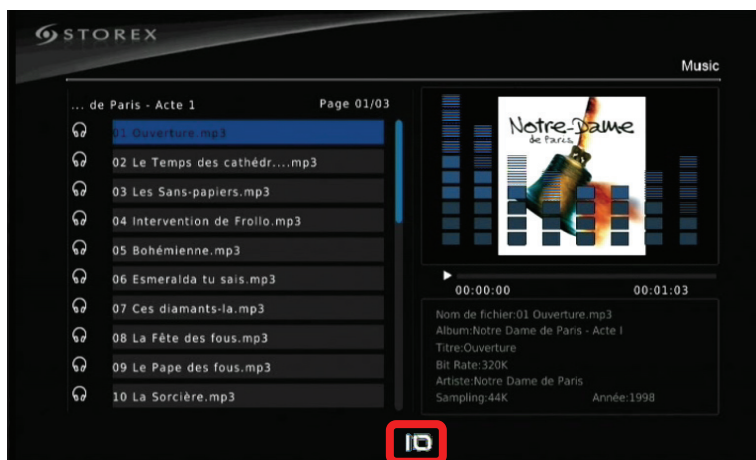 STOREX
Music
... de Paris - Acte 1 Page 01/03
01 Ouverture.mp3
02 Le Temps des cathédr....mp3
03 Les Sans-papiers.mp3
04 Intervention de Frollo.mp3
05 Bohémienne.mp3
06 Esmeralda tu sais.mp3
07 Ces diamants-la.mp3
08 La Fête des fous.mp3
09 Le Pape des fous.mp3
10 La Sorcière.mp3
Notre-Dame
de Paris
00:00:00 00:01:03
Nom de fichier:01 Ouverture.mp3
Album:Notre Dame de Paris - Acte I
Titre:Ouverture
Bit Rate:320K
Artiste:Notre Dame de Paris
Sampling:44K Année:1998